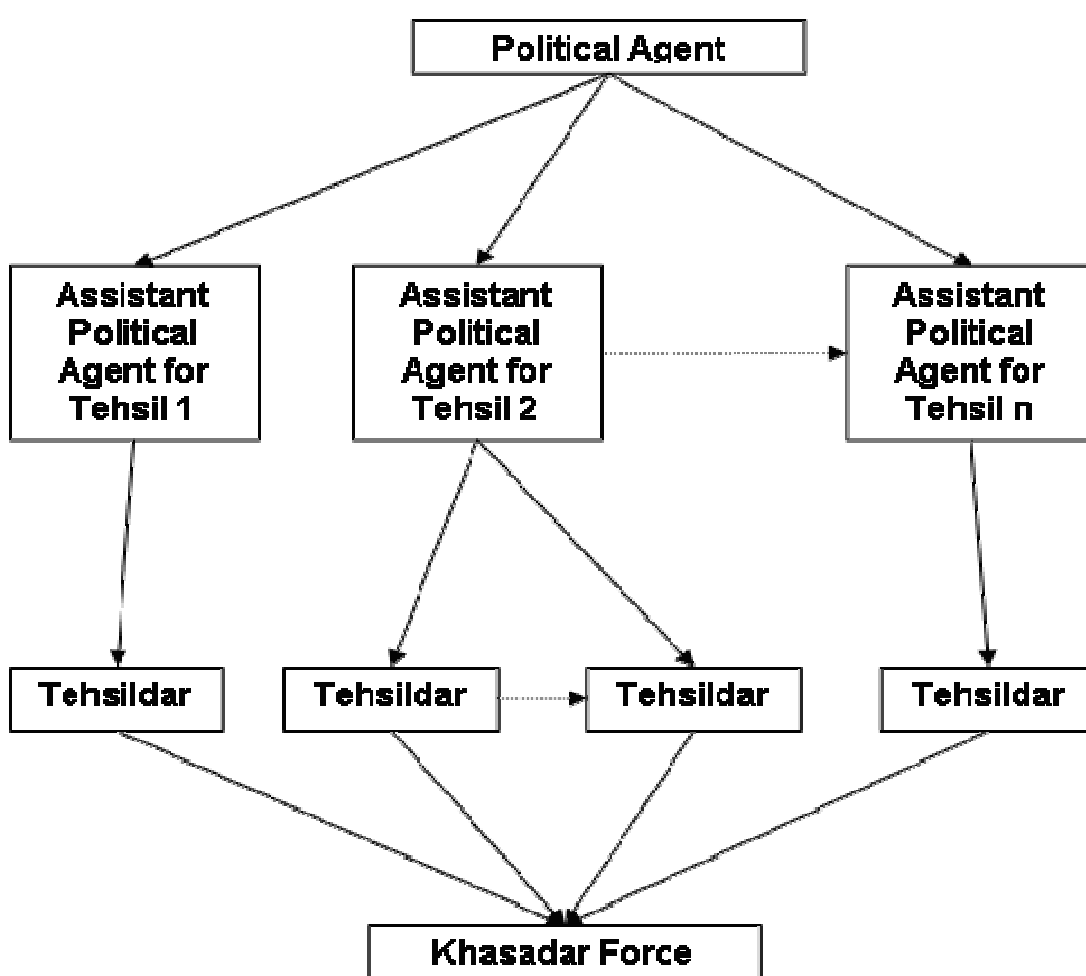 Political Agent
Assistant
Political
Agent for
Tehsil 1
Assistant
Political
Agent for
Tehsil 2
Assistant
Political
Agent for
Tehsil n
Tehsildar
Tehsildar
Tehsildar
Tehsildar
Khasadar Force